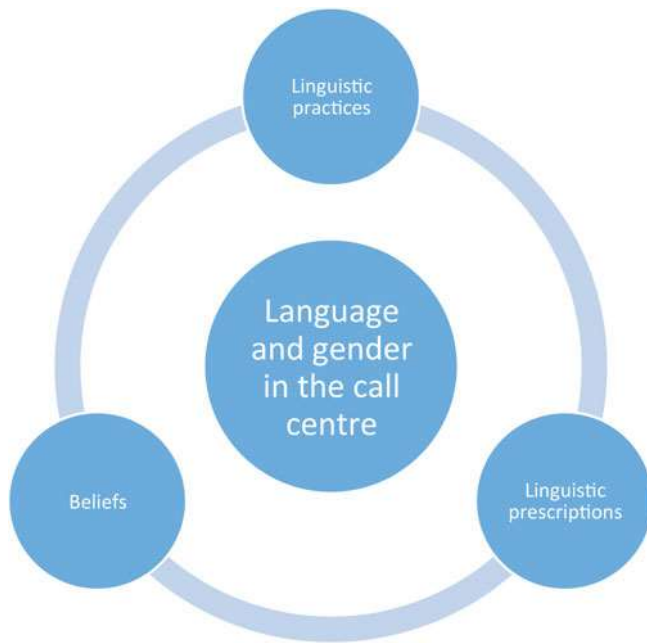 Linguistic
practices
Language
and gender
in the call
centre
Beliefs
Linguistic
prescriptions